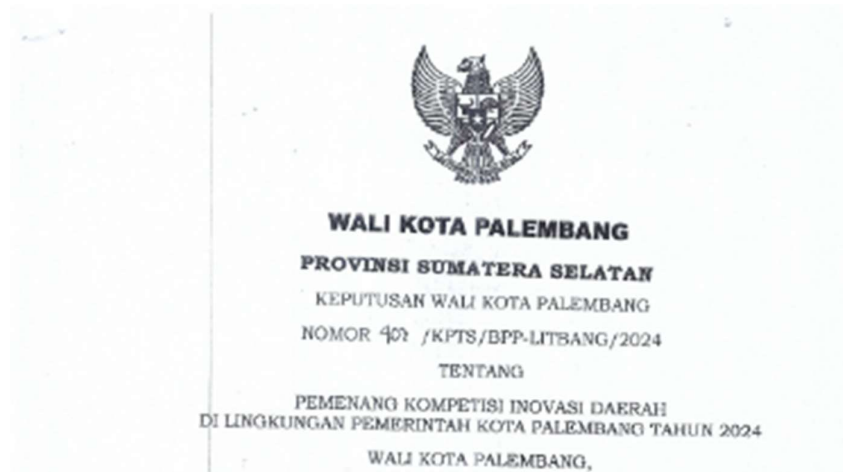 WALI KOTA PALEMBANG
PROVINSI SUMATERA SELATAN
KEPUTUSAN WALI KOTA PALEMBANG
NOMOR /KPTS/BPP-LITBANG/2024
TENTANG
PEMENANG KOMPETISI INOVASI DAERAH
DI LINGKUNGAN PEMERINTAH KOTA PALEMBANG TAHUN 2024
WALI KOTA PALEMBANG,